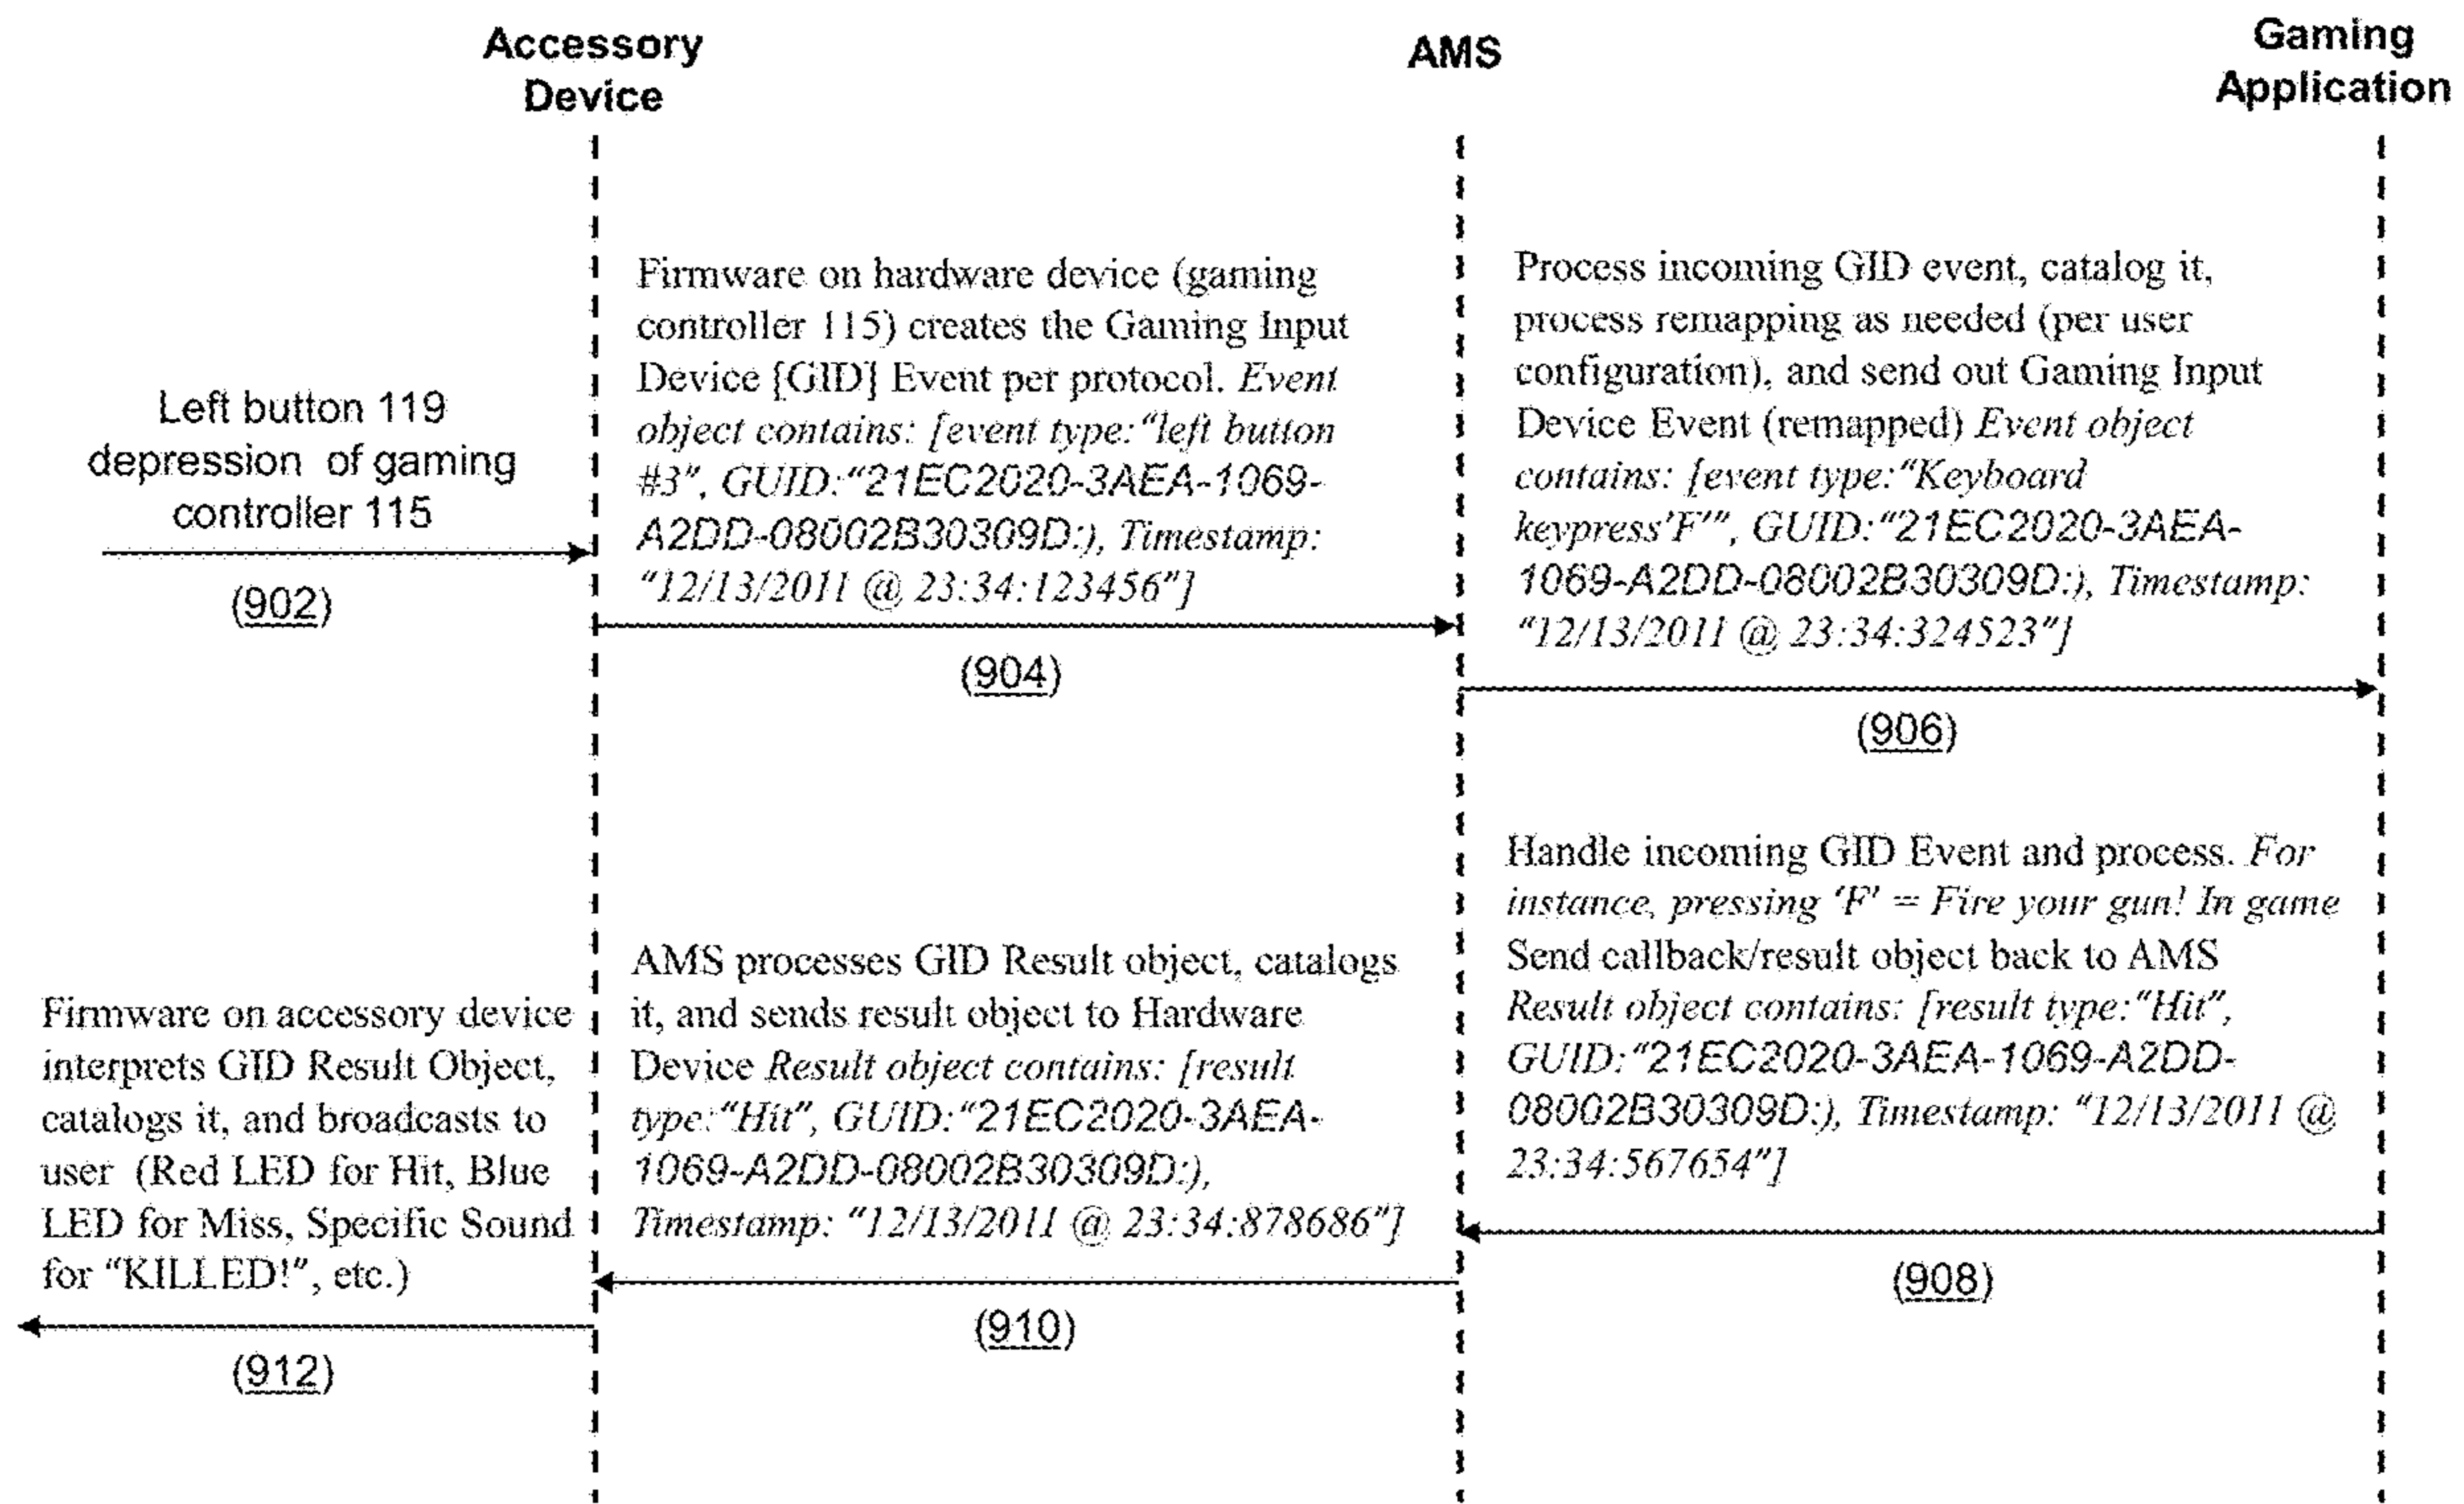 Accessory
Device
AMS
Gaming
Application
Left button 119
depression of gaming
controller 115
(902)
Firmware on hardware device (gaming
controller 115) creates the Gaming Input
Device [GID] Event per protocol. Event
object contains: [event type:“left button
#3”, GUID:“21EC2020-3AEA-1069-
A2DD-08002B30309D:), Timestamp:
“12/13/2011 @ 23:34:123456”]
(904)
Process incoming GID event, catalog it,
process remapping as needed (per user
configuration), and send out Gaming Input
Device Event (remapped) Event object
contains: [event type:“Keyboard
keypress‘F’”, GUID:“21EC2020-3AEA-
1069-A2DD-08002B30309D:), Timestamp:
“12/13/2011 @ 23:34:324523”]
(906)
Handle incoming GID Event and process. For
instance, pressing ‘F’ = Fire your gun! In game
Send callback/result object back to AMS
Result object contains: [result type:“Hit”,
GUID:“21EC2020-3AEA-1069-A2DD-
08002B30309D:), Timestamp: “12/13/2011 @
23:34:567654”]
(908)
AMS processes GID Result object, catalogs
it, and sends result object to Hardware
Device Result object contains: [result
type:“Hit”, GUID:“21EC2020-3AEA-
1069-A2DD-08002B30309D:),
Timestamp: “12/13/2011 @ 23:34:878686”]
(910)
Firmware on accessory device
interprets GID Result Object,
catalogs it, and broadcasts to
user (Red LED for Hit, Blue
LED for Miss, Specific Sound
for “KILLED!”, etc.)
(912)